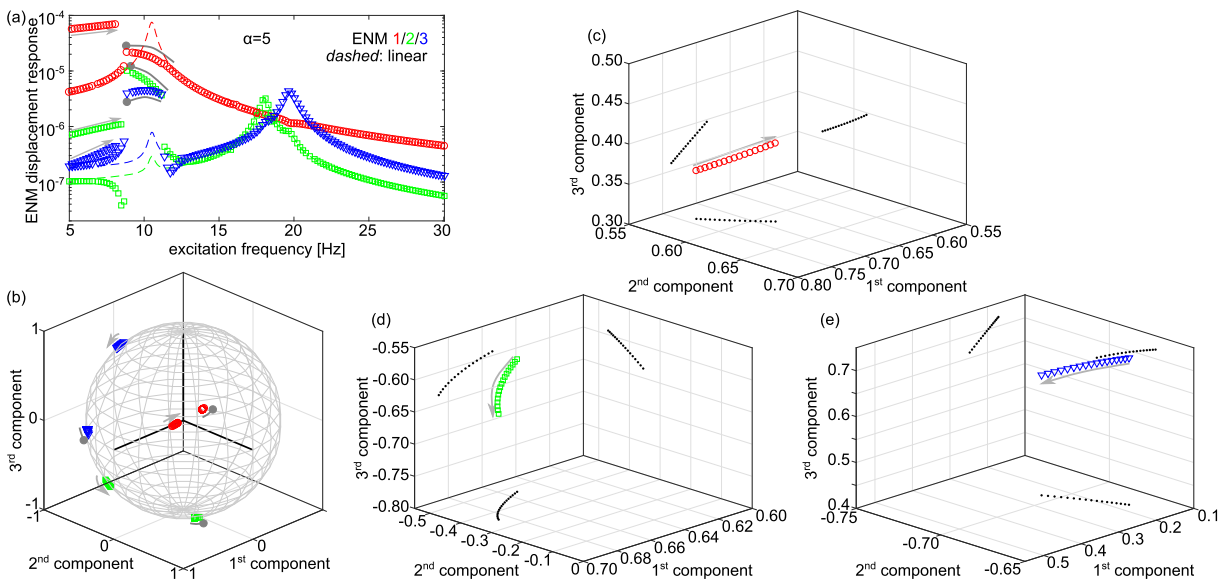 (a)
ENM displacement response
10-4
10-5
10-6
10-7
α=5
ENM 1/2/3
dashed: linear
5 10 15 20 25 30
excitation frequency [Hz]
(c)
3rd component
0.50
0.45
0.40
0.35
0.30
0.55 0.60 0.65 0.70
2nd component
0.80 0.75 0.70 0.65 0.60 0.55
1st component
(b)
3rd component
1
0
-1
-1 0 1
2nd component
-1 0 1
1st component
(d)
3rd component
-0.55
-0.60
-0.65
-0.70
-0.75
-0.80
-0.5 -0.4 -0.3 -0.2 -0.1 0
2nd component
0.70 0.68 0.66 0.64 0.62 0.60
1st component
(e)
3rd component
0.7
0.6
0.5
0.4
-0.75 -0.70 -0.65
2nd component
0.5 0.4 0.3 0.2 0.1
1st component